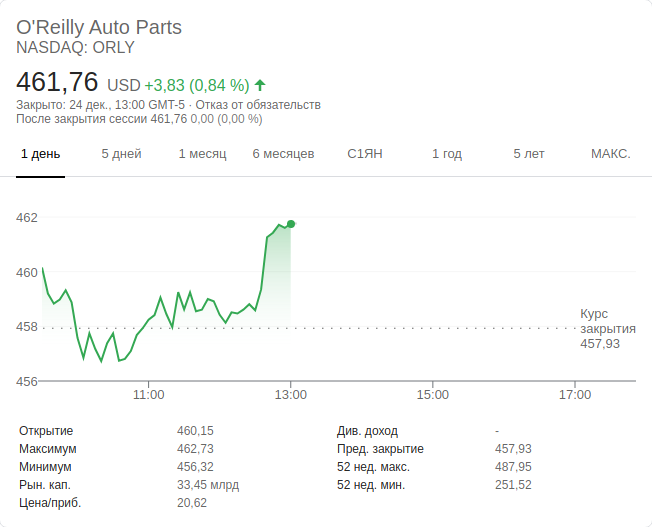 O'Reilly Auto Parts
NASDAQ: ORLY
461,76 USD +3,83 (0,84 %)
Закрыто: 24 дек., 13:00 GMT-5 · Отказ от обязательств
После закрытия сессии 461,76 0,00 (0,00 %)
1 день 5 дней 1 месяц 6 месяцев С1ЯН 1 год 5 лет МАКС.
462
460
Курс
458 закрытия
457,93
456
11:00 13:00 15:00 17:00
Открытие 460,15 Див. доход -
Максимум 462,73 Пред. закрытие 457,93
Минимум 456,32 52 нед. макс. 487,95
Рын. кап. 33,45 млрд 52 нед. мин. 251,52
Цена/приб. 20,62